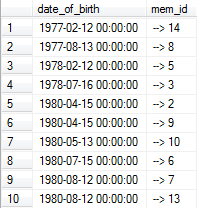 date_of_birth mem_id
1 1977-02-12 00:00:00 --> 14
2 1977-08-13 00:00:00 --> 8
3 1978-02-12 00:00:00 --> 5
4 1978-07-16 00:00:00 --> 3
5 1980-04-15 00:00:00 --> 2
6 1980-04-15 00:00:00 --> 9
7 1980-05-13 00:00:00 --> 10
8 1980-07-15 00:00:00 --> 6
9 1980-08-12 00:00:00 --> 7
10 1980-08-12 00:00:00 --> 13